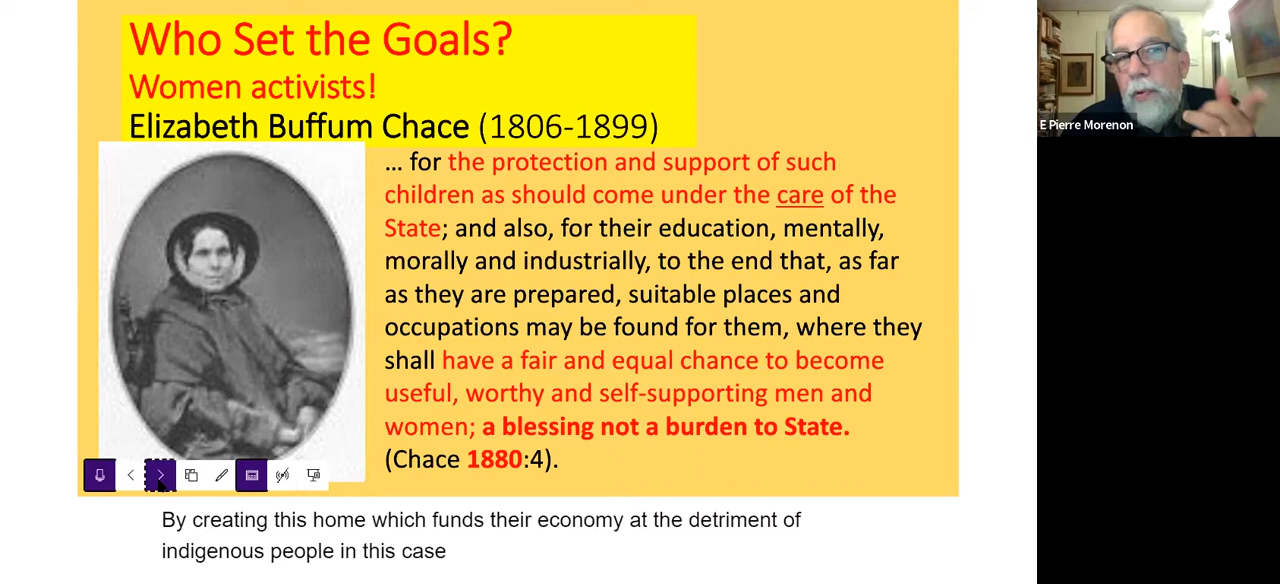 Who Set the Goals?
Women activists!
Elizabeth Buffum Chace (1806-1899)
... for the protection and support of such
children as should come under the care of the
State; and also, for their education, mentally,
morally and industrially, to the end that, as far
as they are prepared, suitable places and
occupations may be found for them, where they
shall have a fair and equal chance to become
useful, worthy and self-supporting men and
women; a blessing not a burden to State.
(Chace 1880:4).
By creating this home which funds their economy at the detriment of
indigenous people in this case
E Pierre Morenon